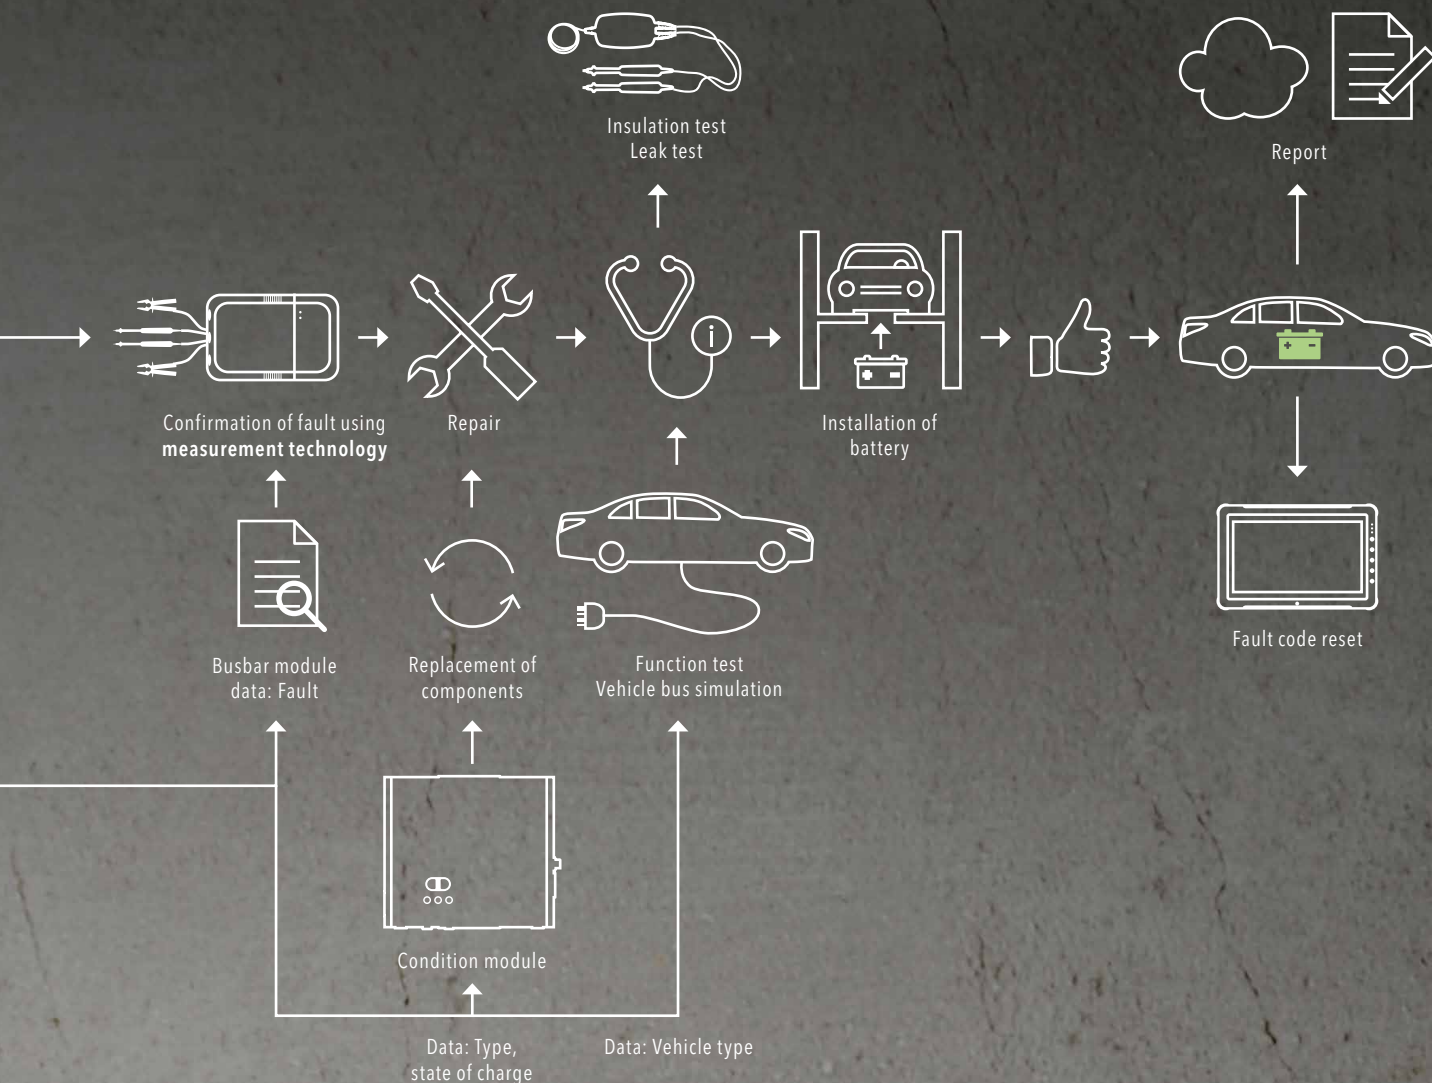 Insulation test
Leak test
Report
Confirmation of fault using
measurement technology
Repair
i
Installation of
battery
Busbar module
data: Fault
Replacement of
components
Function test
Vehicle bus simulation
Fault code reset
Condition module
Data: Type,
state of charge
Data: Vehicle type